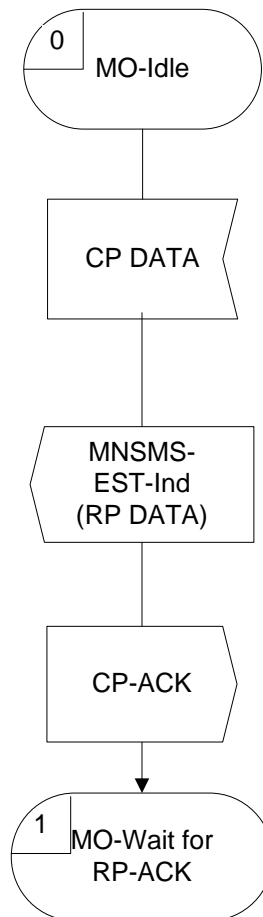 0
MO-Idle
CP DATA
MNSMS-
EST-Ind
(RP DATA)
CP-ACK
1
MO-Wait for
RP-ACK